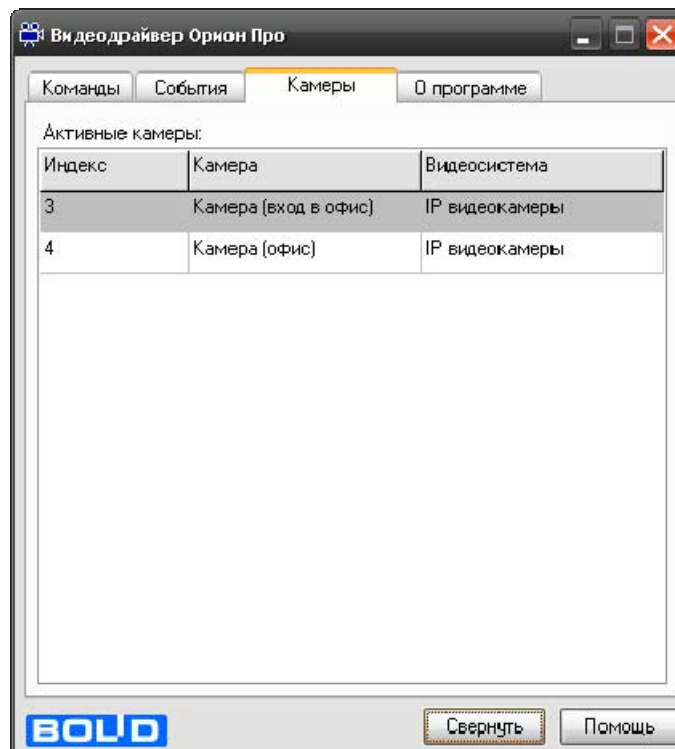 Видеодрайвер Орион Про
Команды События Камеры О программе
Активные камеры:
Индекс Камера Видеосистема
3 Камера (вход в офис) IP видеокамеры
4 Камера (офис) IP видеокамеры
BOLID Свернуть Помощь